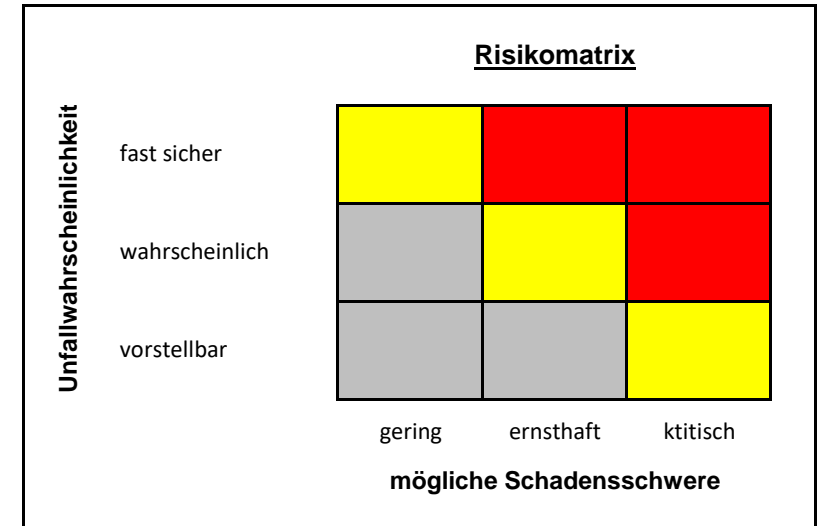 Risikomatrix
Unfallwahrscheinlichkeit
fast sicher
wahrscheinlich
vorstellbar
gering ernsthaft ktitisch
mögliche Schadensschwere